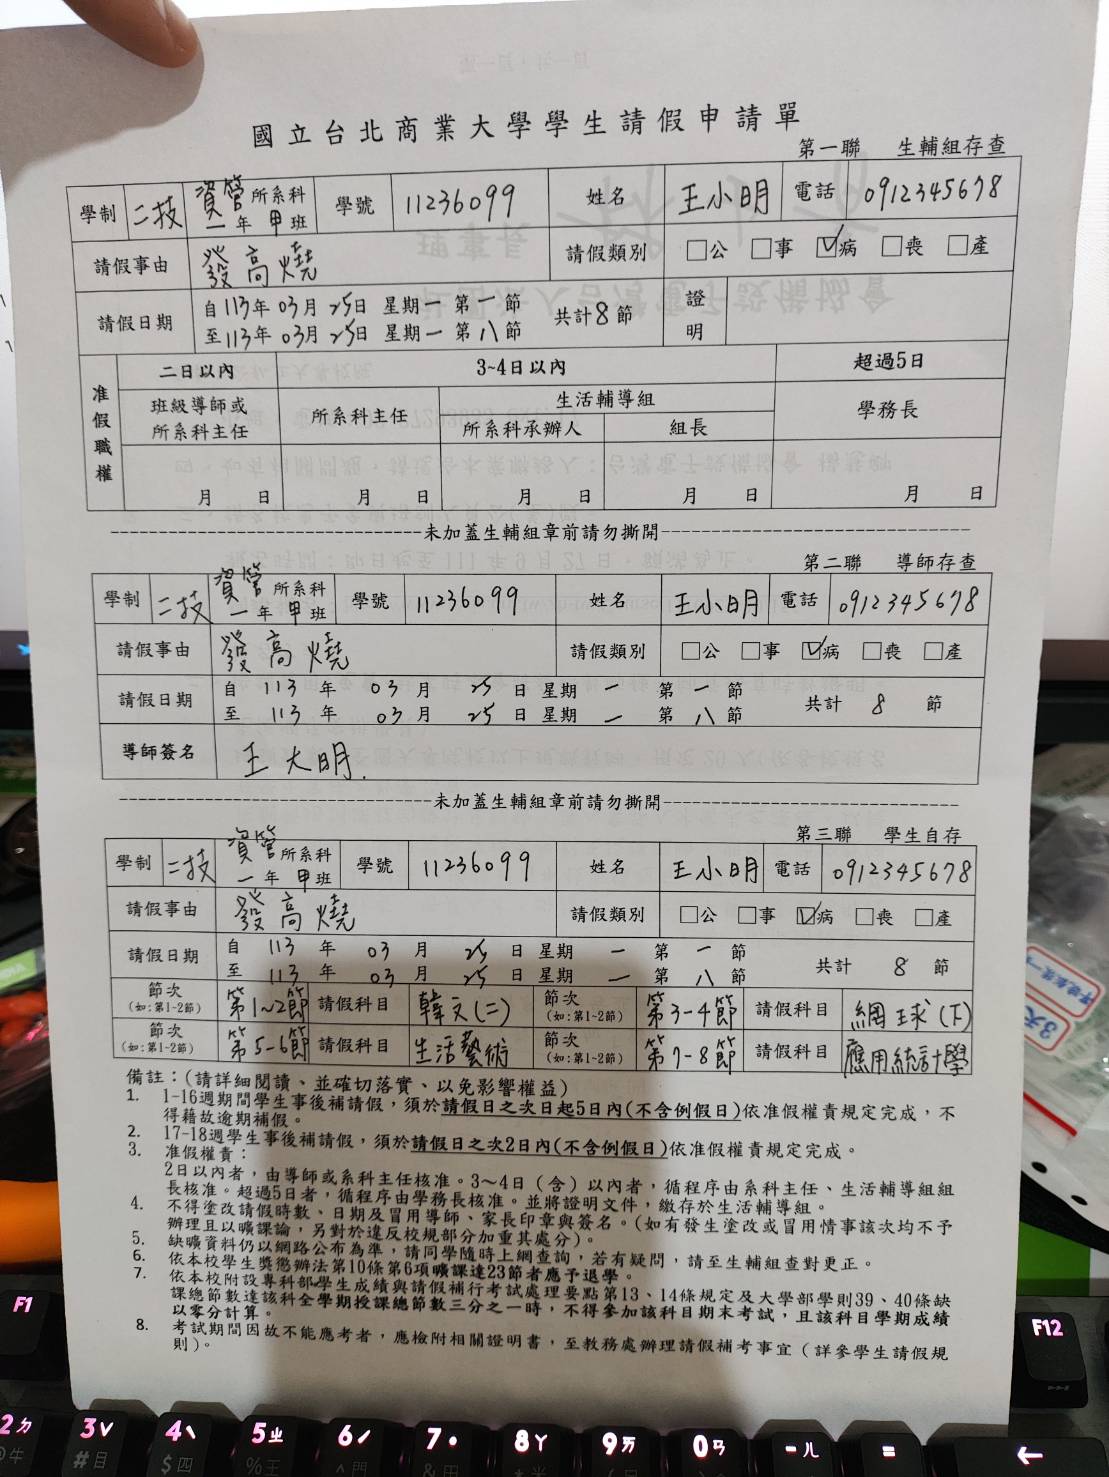 國立台北商業大學學生請假申請單
第一聯 生輔組存查
學制 二技 資管所系科 一年甲班 學號 11236099 姓名 王小明 電話 0912345678
請假事由 發高燒 請假類別 □公 □事 ☑病 □喪 □產
請假日期 自113年03月25日 星期一 第一節 共計8節 證明
至113年03月25日 星期一 第八節
准假職權 二日以內 3~4日以內 超過5日
班級導師或所系科主任 所系科主任 生活輔導組 學務長
所系科承辦人 組長
月 日 月 日 月 日 月 日 月 日
未加蓋生輔組章前請勿撕開
第二聯 導師存查
學制 二技 資管所系科 一年甲班 學號 11236099 姓名 王小明 電話 0912345678
請假事由 發高燒 請假類別 □公 □事 ☑病 □喪 □產
請假日期 自 113 年 03 月 25 日 星期 一 第 一 節 共計 8 節
至 113 年 03 月 25 日 星期 一 第 八 節
導師簽名 王大明.
未加蓋生輔組章前請勿撕開
第三聯 學生自存
學制 二技 資管所系科 一年甲班 學號 11236099 姓名 王小明 電話 0912345678
請假事由 發高燒 請假類別 □公 □事 ☑病 □喪 □產
請假日期 自 113 年 03 月 25 日 星期 一 第 一 節 共計 8 節
至 113 年 03 月 25 日 星期 一 第 八 節
節次(如:第1~2節) 第1~2節 請假科目 韓文(二) 節次(如:第1~2節) 第3-4節 請假科目 網球(下)
節次(如:第1~2節) 第5-6節 請假科目 生活藝術 節次(如:第1~2節) 第7-8節 請假科目 應用統計學
備註：(請詳細閱讀、並確切落實、以免影響權益)
1. 1-16週期間學生事後補請假，須於請假日之次日起5日內(不含例假日)依准假權責規定完成，不
得藉故逾期補假。
2. 17-18週學生事後補請假，須於請假日之次2日內(不含例假日)依准假權責規定完成。
3. 准假權責：
2日以內者，由導師或系科主任核准。3~4日（含）以內者，循程序由系科主任、生活輔導組組
長核准。超過5日者，循程序由學務長核准。並將證明文件，繳存於生活輔導組。
4. 不得塗改請假時數、日期及冒用導師、家長印章與簽名。(如有發生塗改或冒用情事該次均不予
辦理且以曠課論，另對於違反校規部分加重其處分)。
5. 缺曠資料仍以網路公布為準，請同學隨時上網查詢，若有疑問，請至生輔組查對更正。
6. 依本校學生獎懲辦法第10條第6項曠課達23節者應予退學。
7. 依本校附設專科部學生成績與請假補行考試處理要點第13、14條規定及大學部學則39、40條缺
課總節數達該科全學期授課總節數三分之一時，不得參加該科目期末考試，且該科目學期成績
以零分計算。
8. 考試期間因故不能應考者，應檢附相關證明書，至教務處辦理請假補考事宜（詳參學生請假規
則）。
F1
F12
2 ㄉ
3 ˇ # 目
4 ˋ $ 四
5 ㄓ % 王
6 ˊ ^ 門
7 ˙ & 田
8 ㄚ * 米
9 ㄞ
0 ㄢ
- ㄦ
=
←